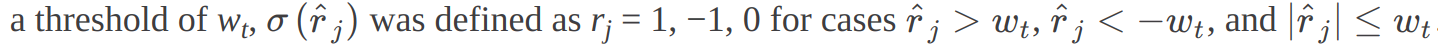 a threshold of wₜ, σ(r̂ⱼ) was defined as rⱼ = 1, −1, 0 for cases r̂ⱼ > wₜ, r̂ⱼ < −wₜ, and |r̂ⱼ| ≤ wₜ.